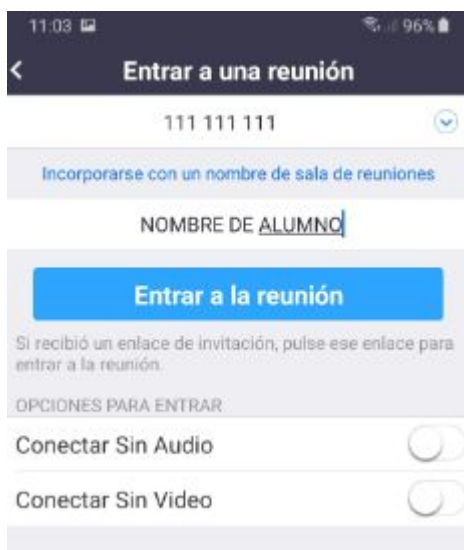 11:03 96%
Entrar a una reunión
111 111 111
Incorporarse con un nombre de sala de reuniones
NOMBRE DE ALUMNO
Entrar a la reunión
Si recibió un enlace de invitación, pulse ese enlace para
entrar a la reunión.
OPCIONES PARA ENTRAR
Conectar Sin Audio
Conectar Sin Video